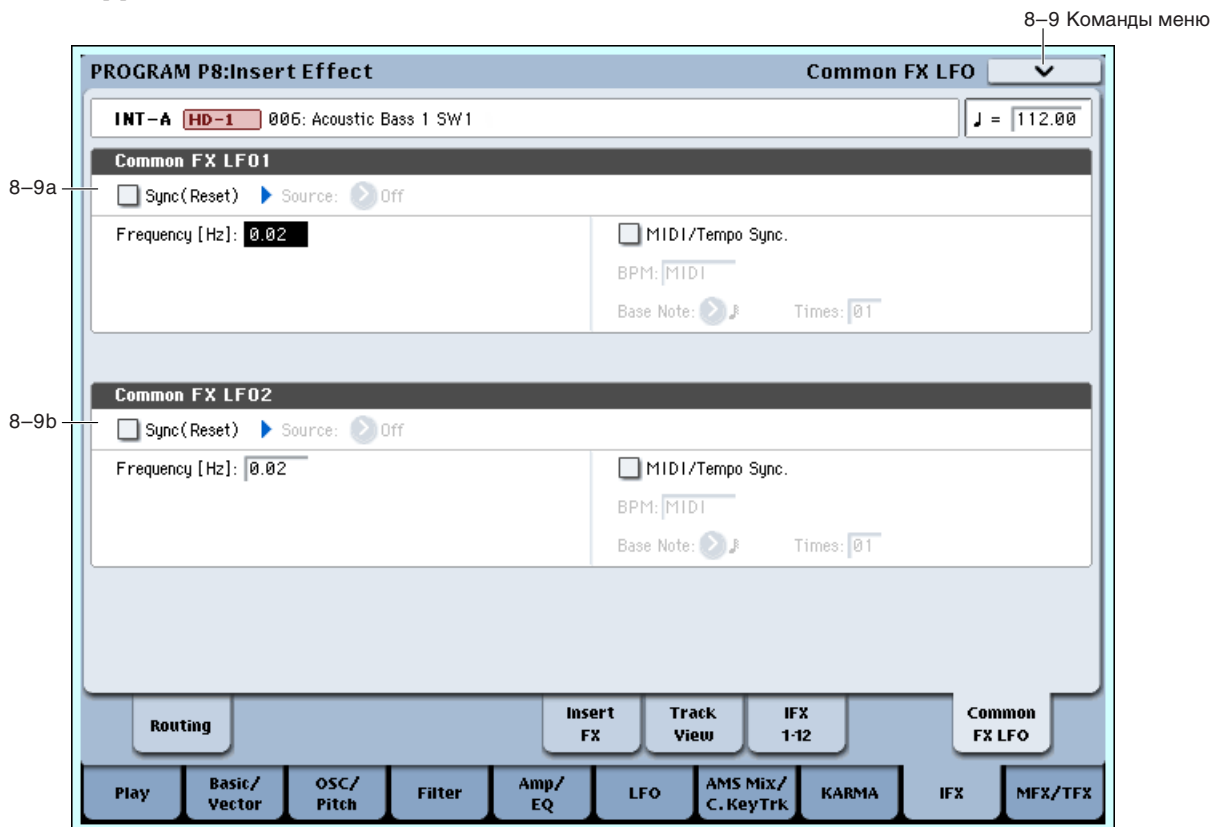 8–9 Команды меню
PROGRAM P8:Insert Effect Common FX LFO
INT-A HD-1 006: Acoustic Bass 1 SW1 ♩ = 112.00
Common FX LFO1
8–9a
Sync(Reset) Source: Off
Frequency [Hz]: 0.02 MIDI/Tempo Sync.
BPM: MIDI
Base Note: Times: 01
Common FX LFO2
8–9b
Sync(Reset) Source: Off
Frequency [Hz]: 0.02 MIDI/Tempo Sync.
BPM: MIDI
Base Note: Times: 01
Routing
Insert
FX
Track
View
IFX
1-12
Common
FX LFO
Play
Basic/
Vector
OSC/
Pitch
Filter
Amp/
EQ
LFO
AMS Mix/
C.KeyTrk
KARMA
IFX
MFX/TFX